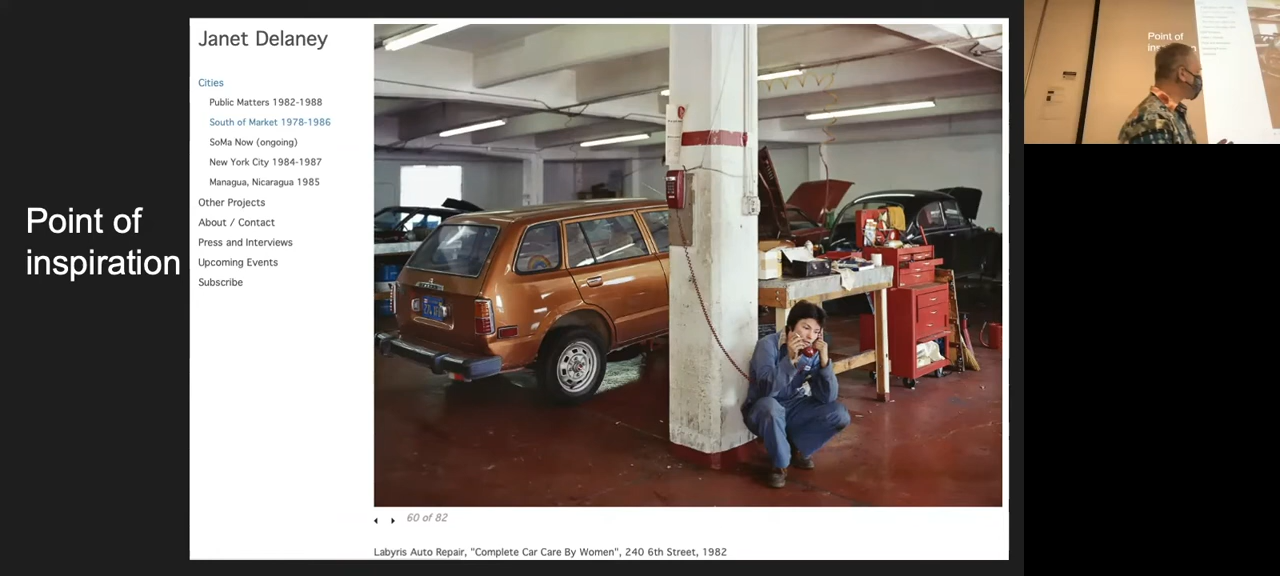 Point of
inspiration
Janet Delaney
Cities
Public Matters 1982-1988
South of Market 1978-1986
SoMa Now (ongoing)
New York City 1984-1987
Managua, Nicaragua 1985
Other Projects
About / Contact
Press and Interviews
Upcoming Events
Subscribe
60 of 82
Labyris Auto Repair, "Complete Car Care By Women", 240 6th Street, 1982
Point of